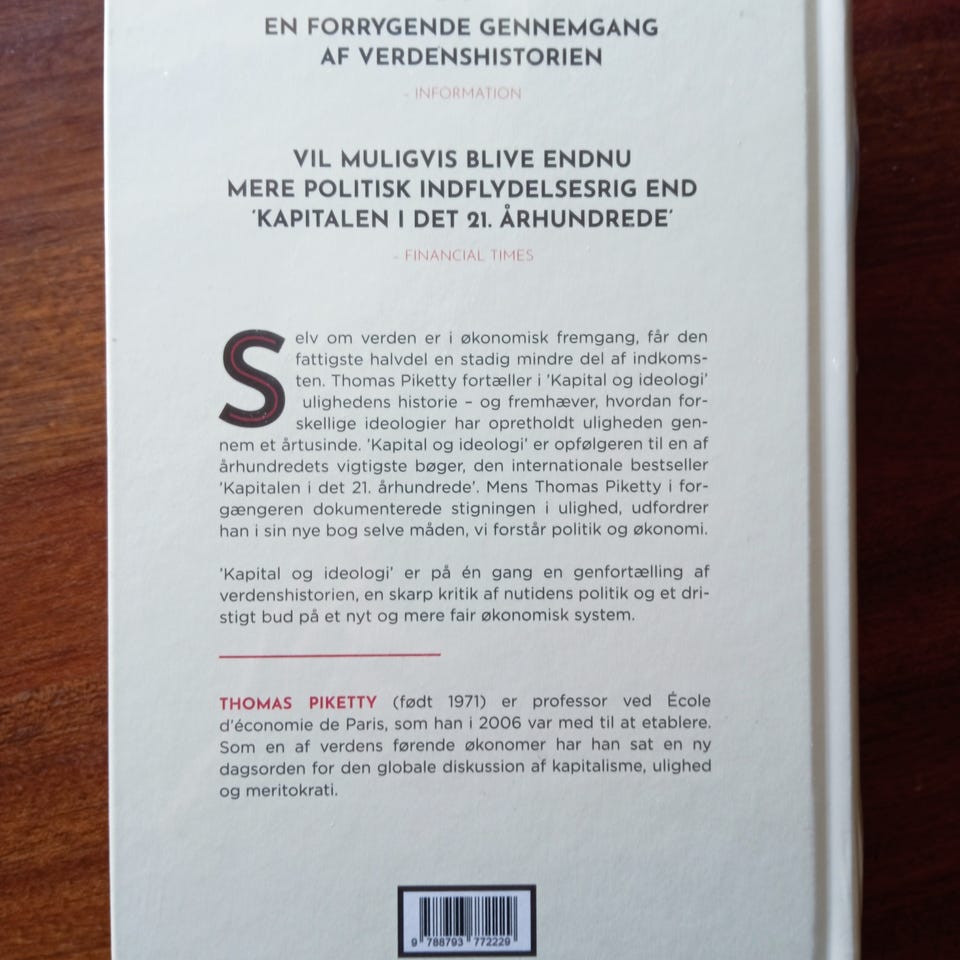 EN FORRYGENDE GENNEMGANG
AF VERDENSHISTORIEN
- INFORMATION
VIL MULIGVIS BLIVE ENDNU
MERE POLITISK INDFLYDELSESRIG END
'KAPITALEN I DET 21. ÅRHUNDREDE'
- FINANCIAL TIMES
Selv om verden er i økonomisk fremgang, får den
fattigste halvdel en stadig mindre del af indkoms-
ten. Thomas Piketty fortæller i 'Kapital og ideologi'
ulighedens historie – og fremhæver, hvordan for-
skellige ideologier har opretholdt uligheden gen-
nem et årtusinde. 'Kapital og ideologi' er opfølgeren til en af
århundredets vigtigste bøger, den internationale bestseller
'Kapitalen i det 21. århundrede'. Mens Thomas Piketty i for-
gængeren dokumenterede stigningen i ulighed, udfordrer
han i sin nye bog selve måden, vi forstår politik og økonomi.
'Kapital og ideologi' er på én gang en genfortælling af
verdenshistorien, en skarp kritik af nutidens politik og et dri-
stigt bud på et nyt og mere fair økonomisk system.
THOMAS PIKETTY (født 1971) er professor ved École
d'économie de Paris, som han i 2006 var med til at etablere.
Som en af verdens førende økonomer har han sat en ny
dagsorden for den globale diskussion af kapitalisme, ulighed
og meritokrati.
9 788793 772229